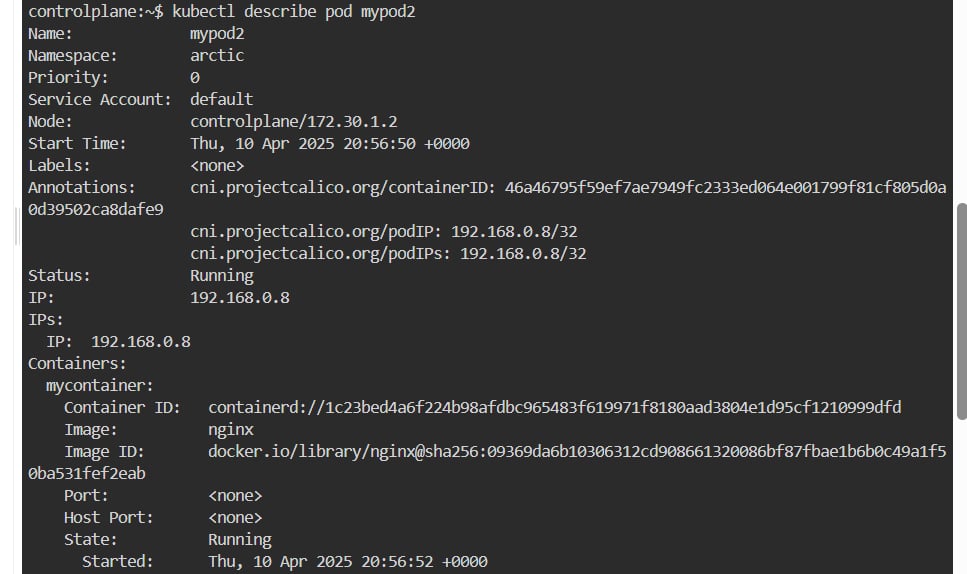 controlplane:~$ kubectl describe pod mypod2
Name:             mypod2
Namespace:        arctic
Priority:         0
Service Account:  default
Node:             controlplane/172.30.1.2
Start Time:       Thu, 10 Apr 2025 20:56:50 +0000
Labels:           <none>
Annotations:      cni.projectcalico.org/containerID: 46a46795f59ef7ae7949fc2333ed064e001799f81cf805d0a
0d39502ca8dafe9
                  cni.projectcalico.org/podIP: 192.168.0.8/32
                  cni.projectcalico.org/podIPs: 192.168.0.8/32
Status:           Running
IP:               192.168.0.8
IPs:
  IP:  192.168.0.8
Containers:
  mycontainer:
    Container ID:   containerd://1c23bed4a6f224b98afdbc965483f619971f8180aad3804e1d95cf1210999dfd
    Image:          nginx
    Image ID:       docker.io/library/nginx@sha256:09369da6b10306312cd908661320086bf87fbae1b6b0c49a1f5
0ba531fef2eab
    Port:           <none>
    Host Port:      <none>
    State:          Running
      Started:      Thu, 10 Apr 2025 20:56:52 +0000